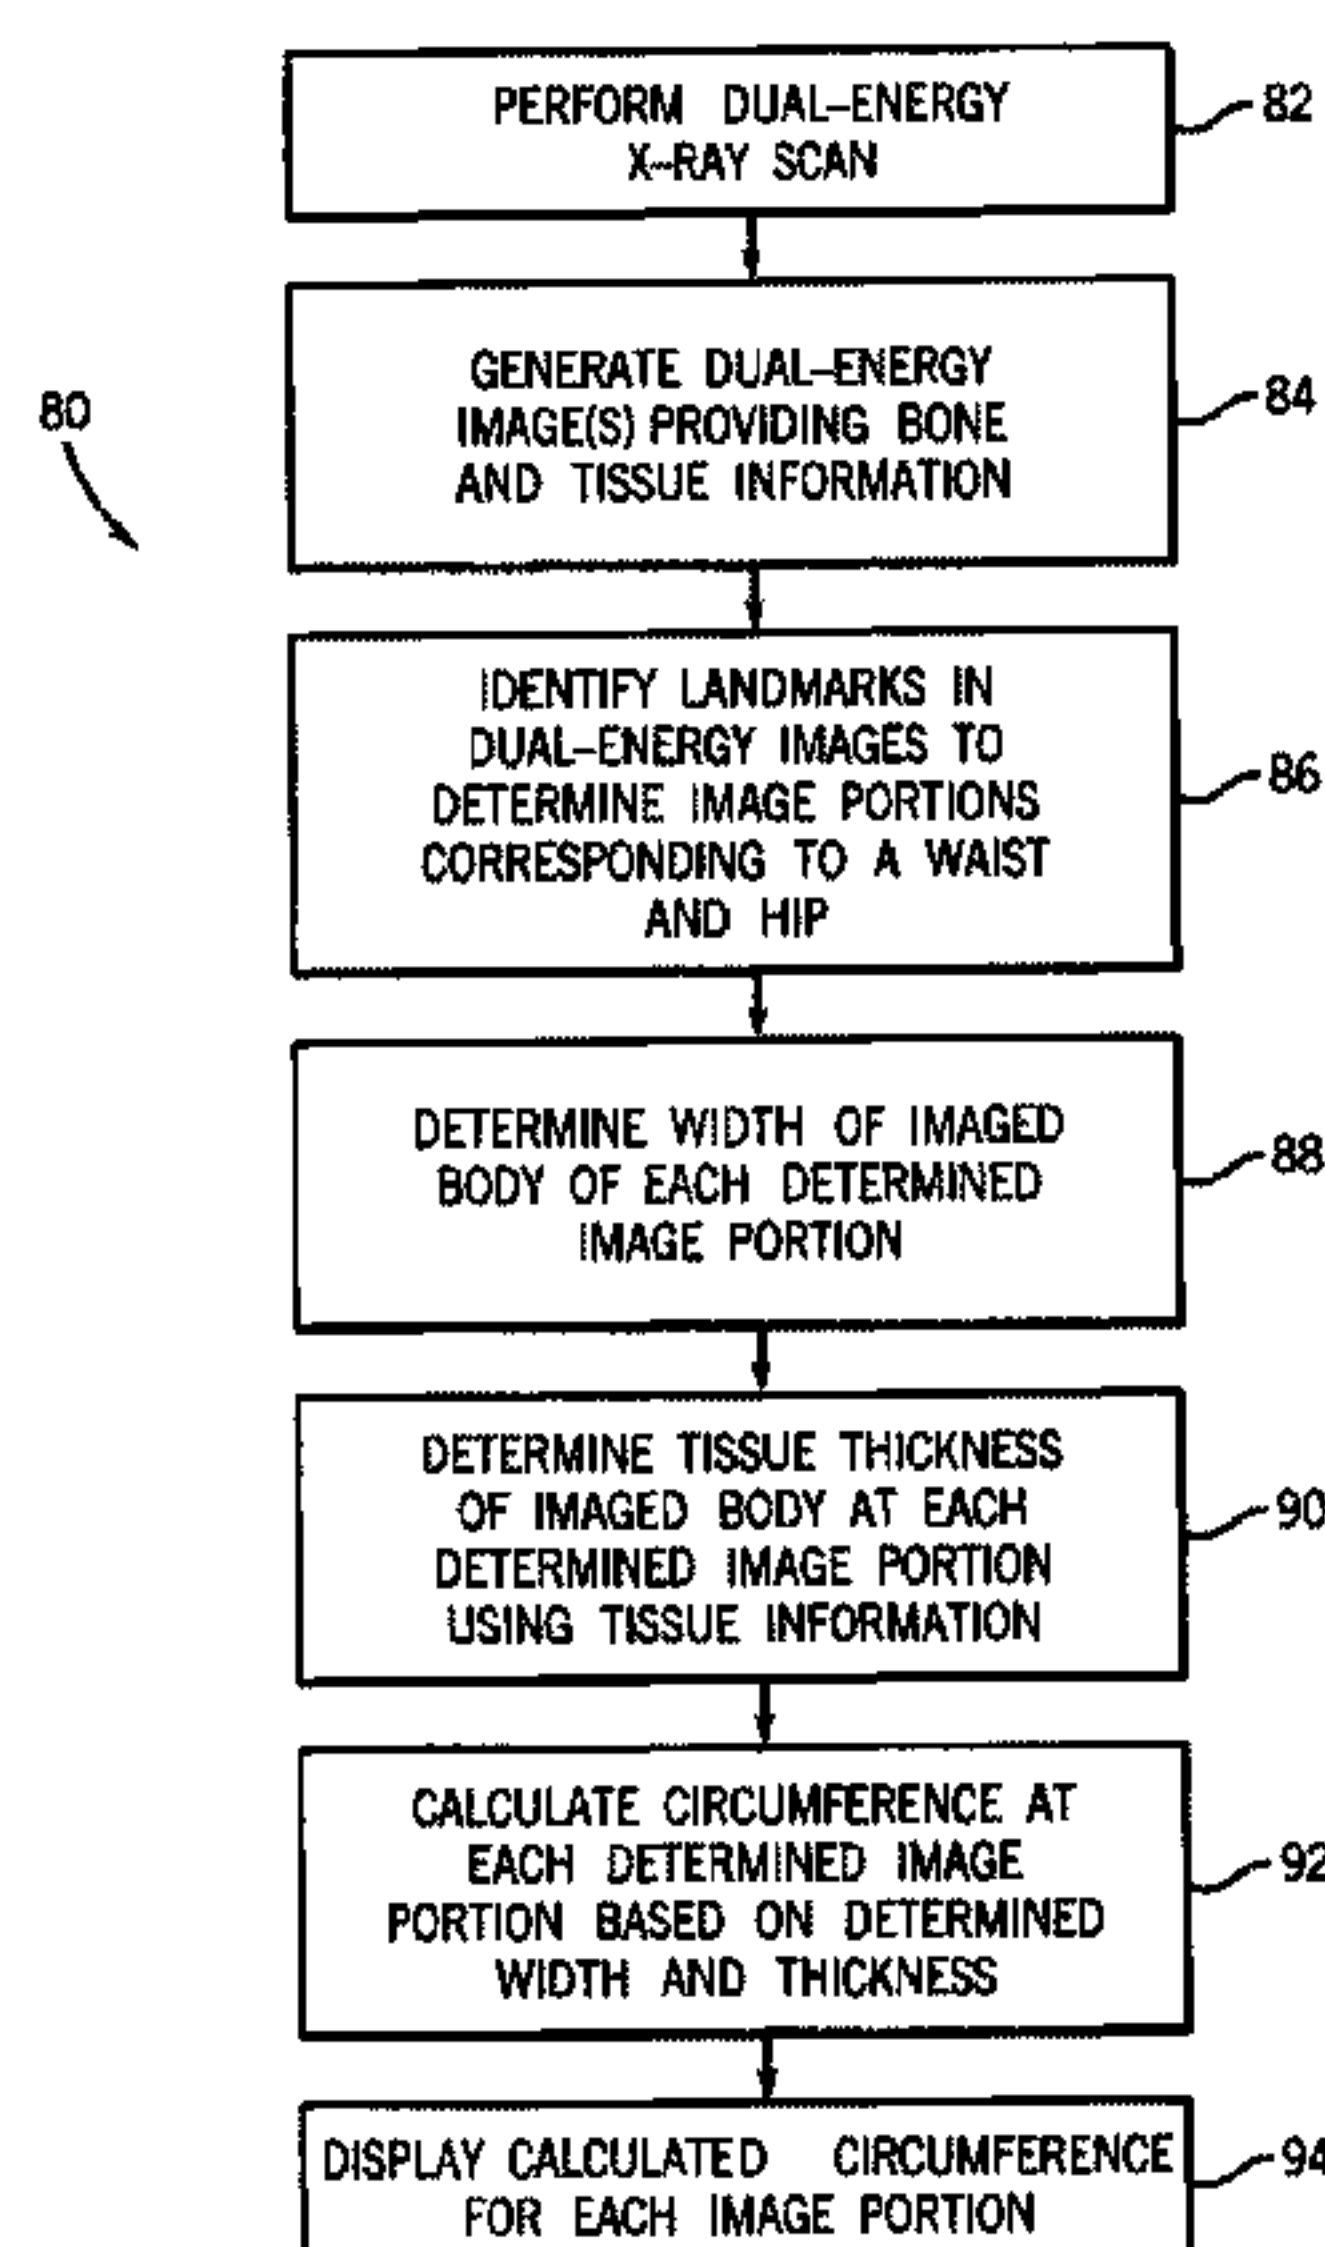 PERFORM DUAL-ENERGY
X-RAY SCAN
82
GENERATE DUAL-ENERGY
IMAGE(S) PROVIDING BONE
AND TISSUE INFORMATION
84
80
IDENTIFY LANDMARKS IN
DUAL-ENERGY IMAGES TO
DETERMINE IMAGE PORTIONS
CORRESPONDING TO A WAIST
AND HIP
86
DETERMINE WIDTH OF IMAGED
BODY OF EACH DETERMINED
IMAGE PORTION
88
DETERMINE TISSUE THICKNESS
OF IMAGED BODY AT EACH
DETERMINED IMAGE PORTION
USING TISSUE INFORMATION
90
CALCULATE CIRCUMFERENCE AT
EACH DETERMINED IMAGE
PORTION BASED ON DETERMINED
WIDTH AND THICKNESS
92
DISPLAY CALCULATED CIRCUMFERENCE
FOR EACH IMAGE PORTION
94